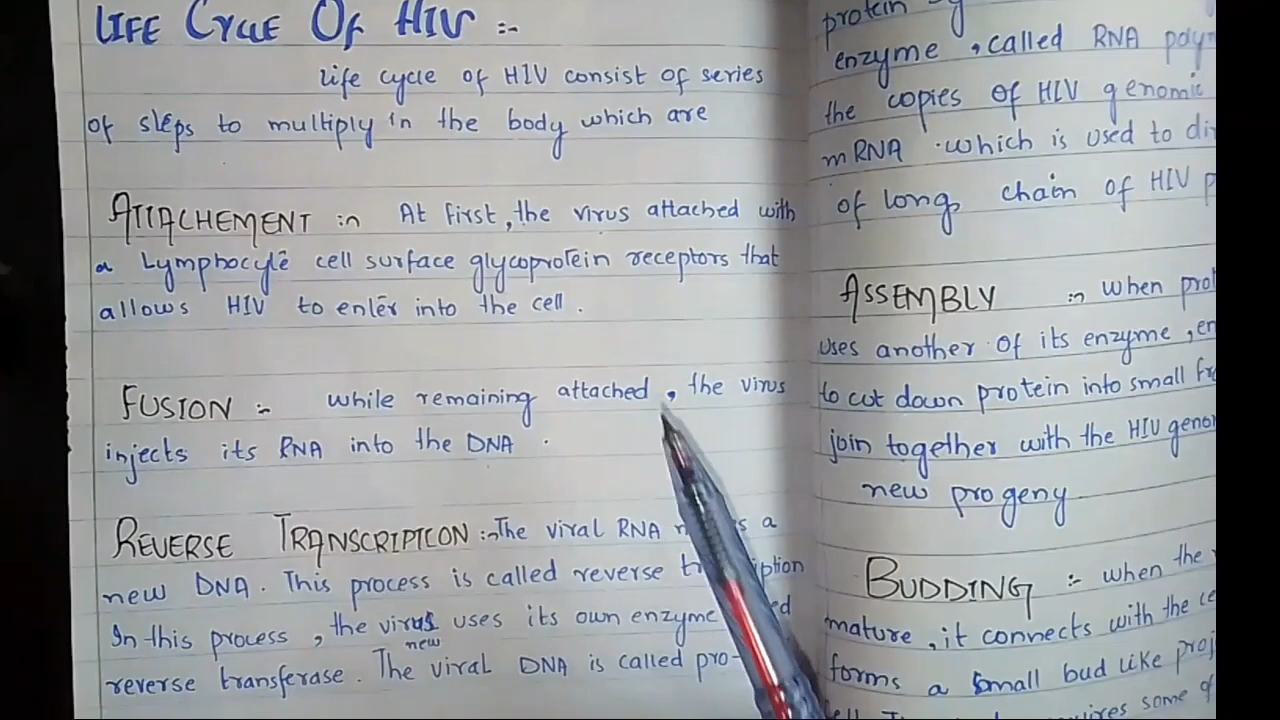 LIFE CYCLE OF HIV :-
life cycle of HIV consist of series
of steps to multiply in the body which are
ATTACHEMENT :- At first, the virus attached with
a Lymphocyte cell surface glycoprotein receptors that
allows HIV to enter into the cell.
FUSION :- while remaining attached, the virus
injects its RNA into the DNA.
REVERSE TRANSCRIPTION :- The viral RNA a
new DNA. This process is called reverse
In this process, the virus uses its own enzyme
new
reverse transferase. The viral DNA is called pro-
protein
enzyme, called RNA
the copies of HIV genomic
mRNA. which is used to
of long chain of HIV
ASSEMBLY :- when
uses another of its enzyme,
to cut down protein into small
join together with the HIV
new progeny
BUDDING :- when the
mature, it connects with the
forms a small bud like
some of